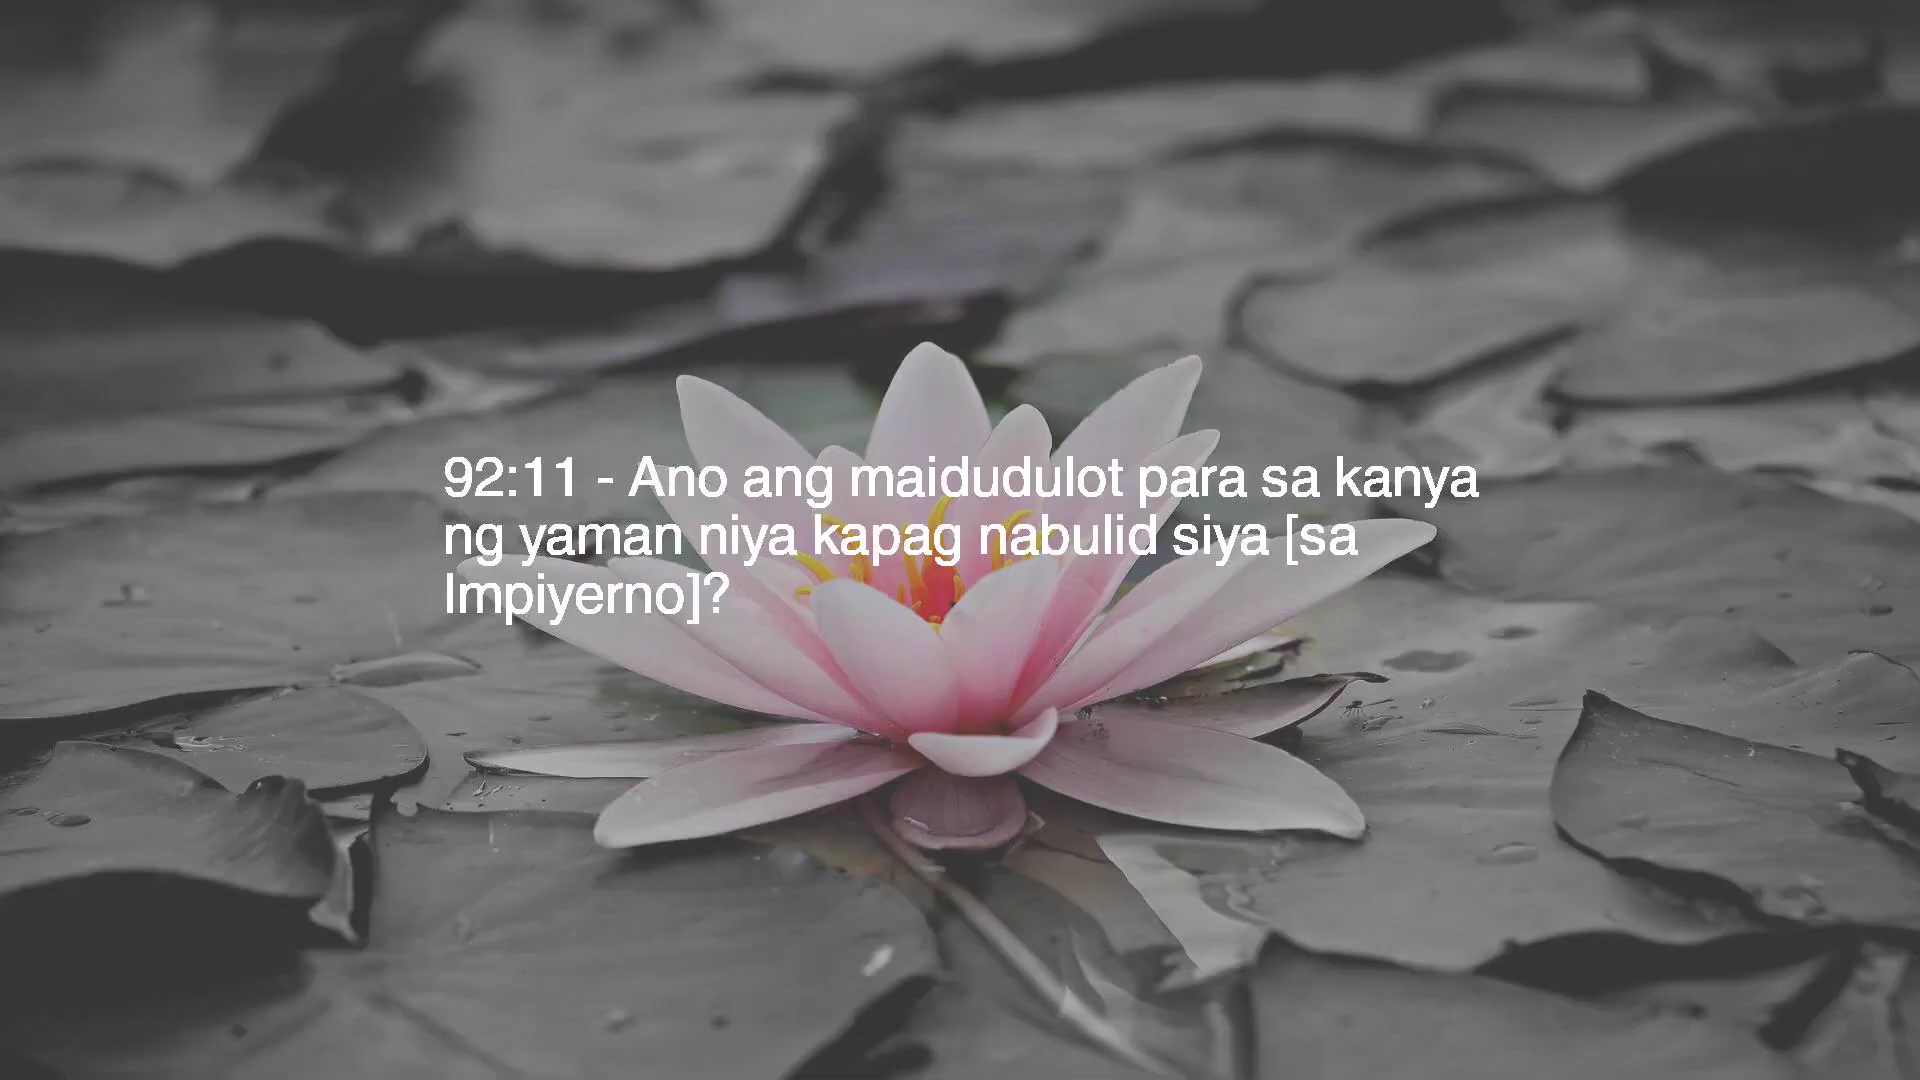 92:11 - Ano ang maidudulot para sa kanya
ng yaman niya kapag nabulid siya [sa
Impiyerno]?